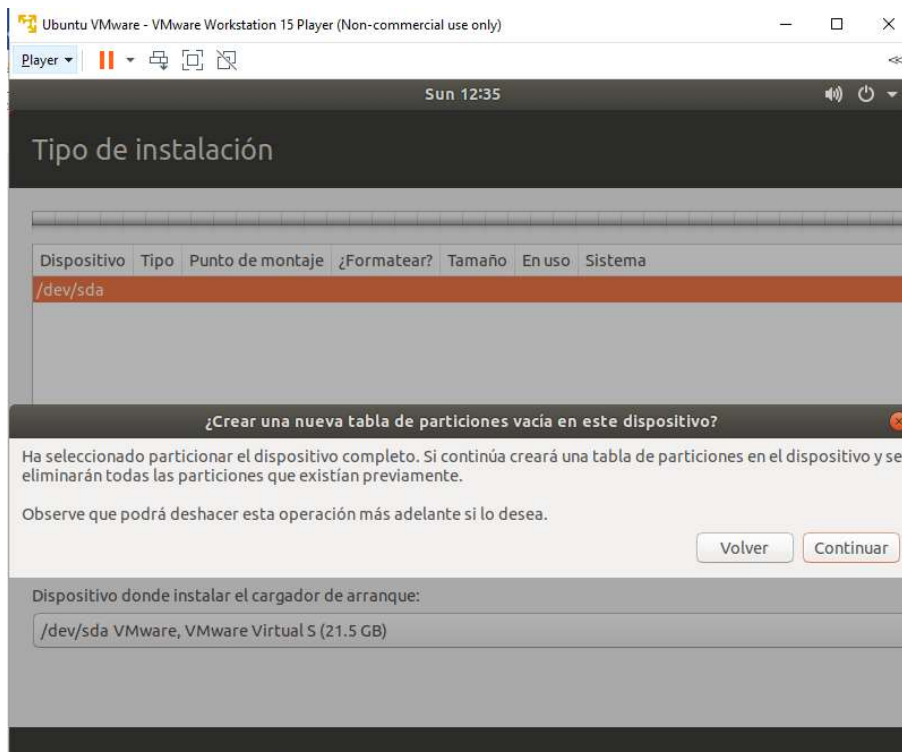 Ubuntu VMware - VMware Workstation 15 Player (Non-commercial use only)
Player
Sun 12:35
Tipo de instalación
Dispositivo Tipo Punto de montaje ¿Formatear? Tamaño En uso Sistema
/dev/sda
¿Crear una nueva tabla de particiones vacía en este dispositivo?
Ha seleccionado particionar el dispositivo completo. Si continúa creará una tabla de particiones en el dispositivo y se
eliminarán todas las particiones que existían previamente.
Observe que podrá deshacer esta operación más adelante si lo desea.
Volver Continuar
Dispositivo donde instalar el cargador de arranque:
/dev/sda VMware, VMware Virtual S (21.5 GB)